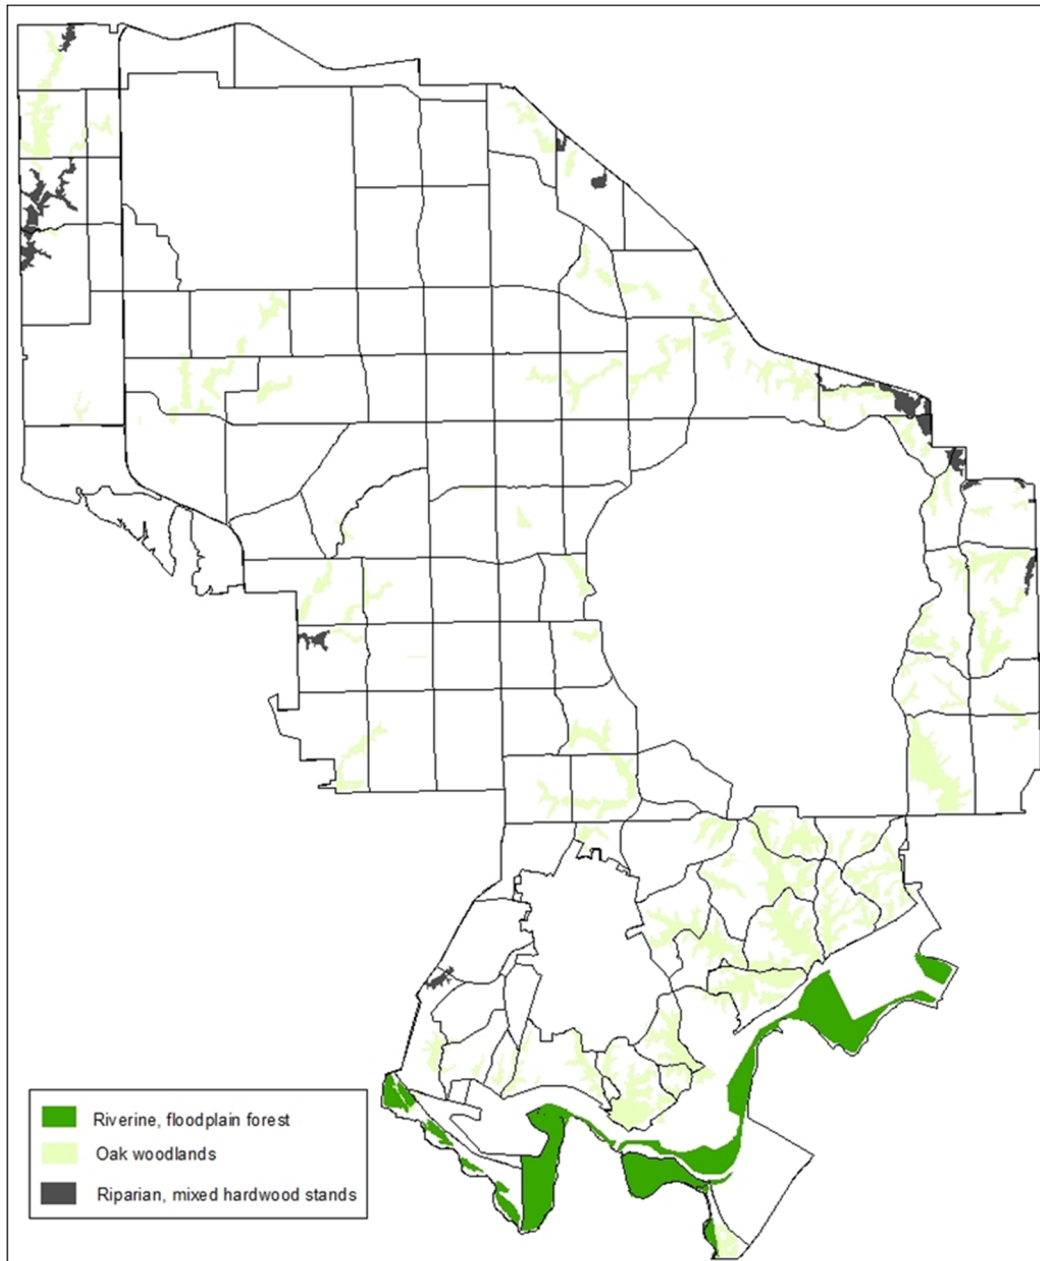 Riverine, floodplain forest
Oak woodlands
Riparian, mixed hardwood stands